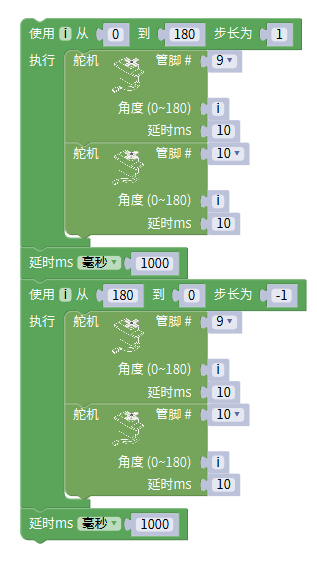 使用 i 从 0 到 180 步长为 1
执行 舵机 管脚 # 9
角度 (0~180) i
延时ms 10
舵机 管脚 # 10
角度 (0~180) i
延时ms 10
延时ms 毫秒 1000
使用 i 从 180 到 0 步长为 -1
执行 舵机 管脚 # 9
角度 (0~180) i
延时ms 10
舵机 管脚 # 10
角度 (0~180) i
延时ms 10
延时ms 毫秒 1000